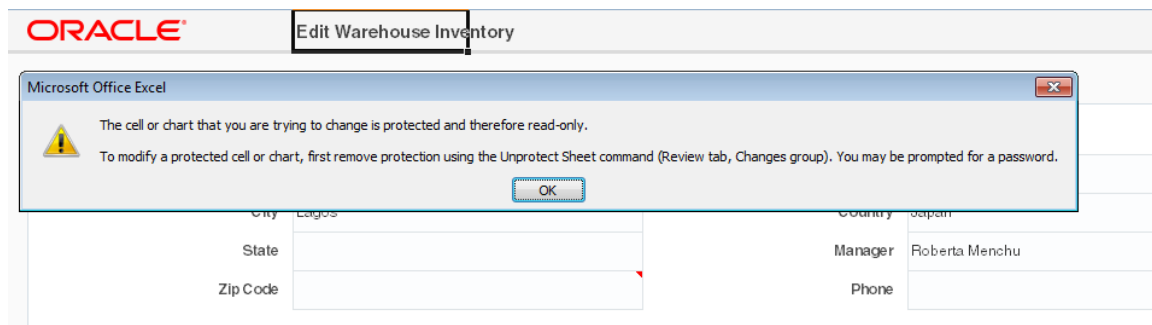 ORACLE®
Edit Warehouse Inventory
Microsoft Office Excel
The cell or chart that you are trying to change is protected and therefore read-only.
To modify a protected cell or chart, first remove protection using the Unprotect Sheet command (Review tab, Changes group). You may be prompted for a password.
OK
City Lagos Country Japan
State Manager Roberta Menchu
Zip Code Phone